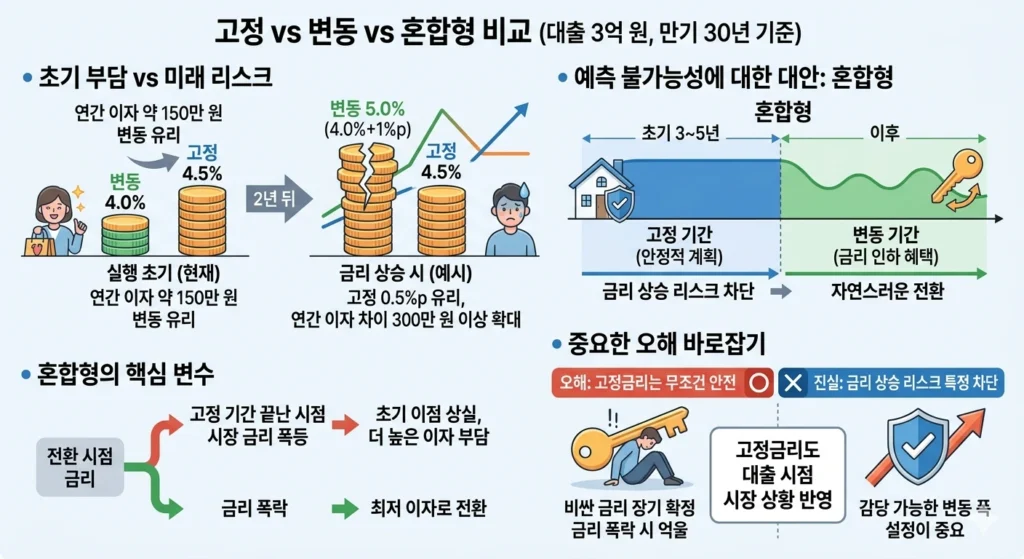 고정 vs 변동 vs 혼합형 비교 (대출 3억 원, 만기 30년 기준)
• 초기 부담 vs 미래 리스크
연간 이자 약 150만 원
변동 유리
변동
4.0%
고정
4.5%
실행 초기 (현재)
연간 이자 약 150만 원
변동 유리
2년 뒤
변동 5.0%
(4.0%+1%p)
고정
4.5%
금리 상승 시 (예시)
고정 0.5%p 유리,
연간 이자 차이 300만 원 이상 확대
• 예측 불가능성에 대한 대안: 혼합형
혼합형
초기 3~5년
이후
고정 기간
(안정적 계획)
변동 기간
(금리 인하 혜택)
금리 상승 리스크 차단
자연스러운 전환
• 혼합형의 핵심 변수
전환 시점
금리
고정 기간 끝난 시점
시장 금리 폭등
초기 이점 상실,
더 높은 이자 부담
금리 폭락
최저 이자로 전환
• 중요한 오해 바로잡기
오해: 고정금리는 무조건 안전
진실: 금리 상승 리스크 특정 차단
!!
비싼 금리 장기 확정
금리 폭락 시 억울
고정금리도
대출 시점
시장 상황 반영
감당 가능한 변동 폭
설정이 중요